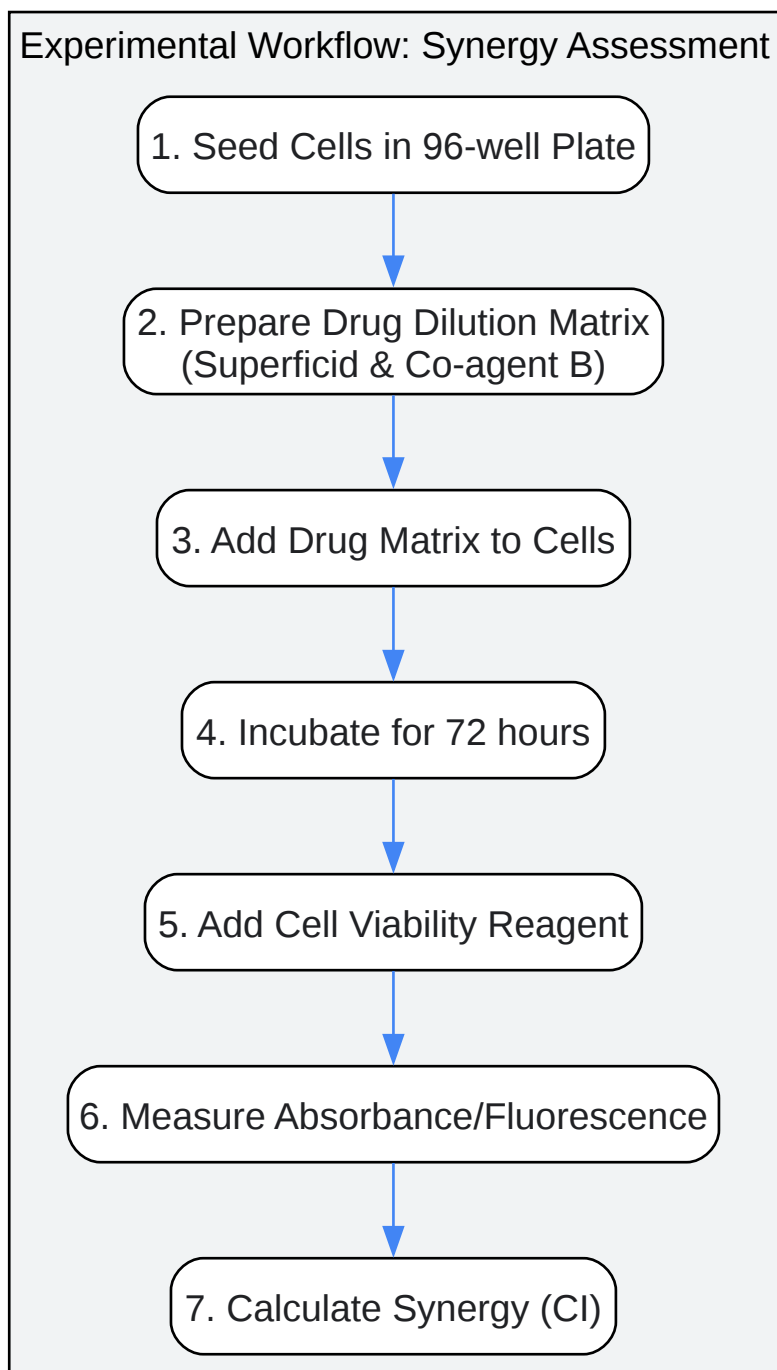 Experimental Workflow: Synergy Assessment
1. Seed Cells in 96-well Plate
2. Prepare Drug Dilution Matrix
(Superficid & Co-agent B)
3. Add Drug Matrix to Cells
4. Incubate for 72 hours
5. Add Cell Viability Reagent
6. Measure Absorbance/Fluorescence
7. Calculate Synergy (CI)